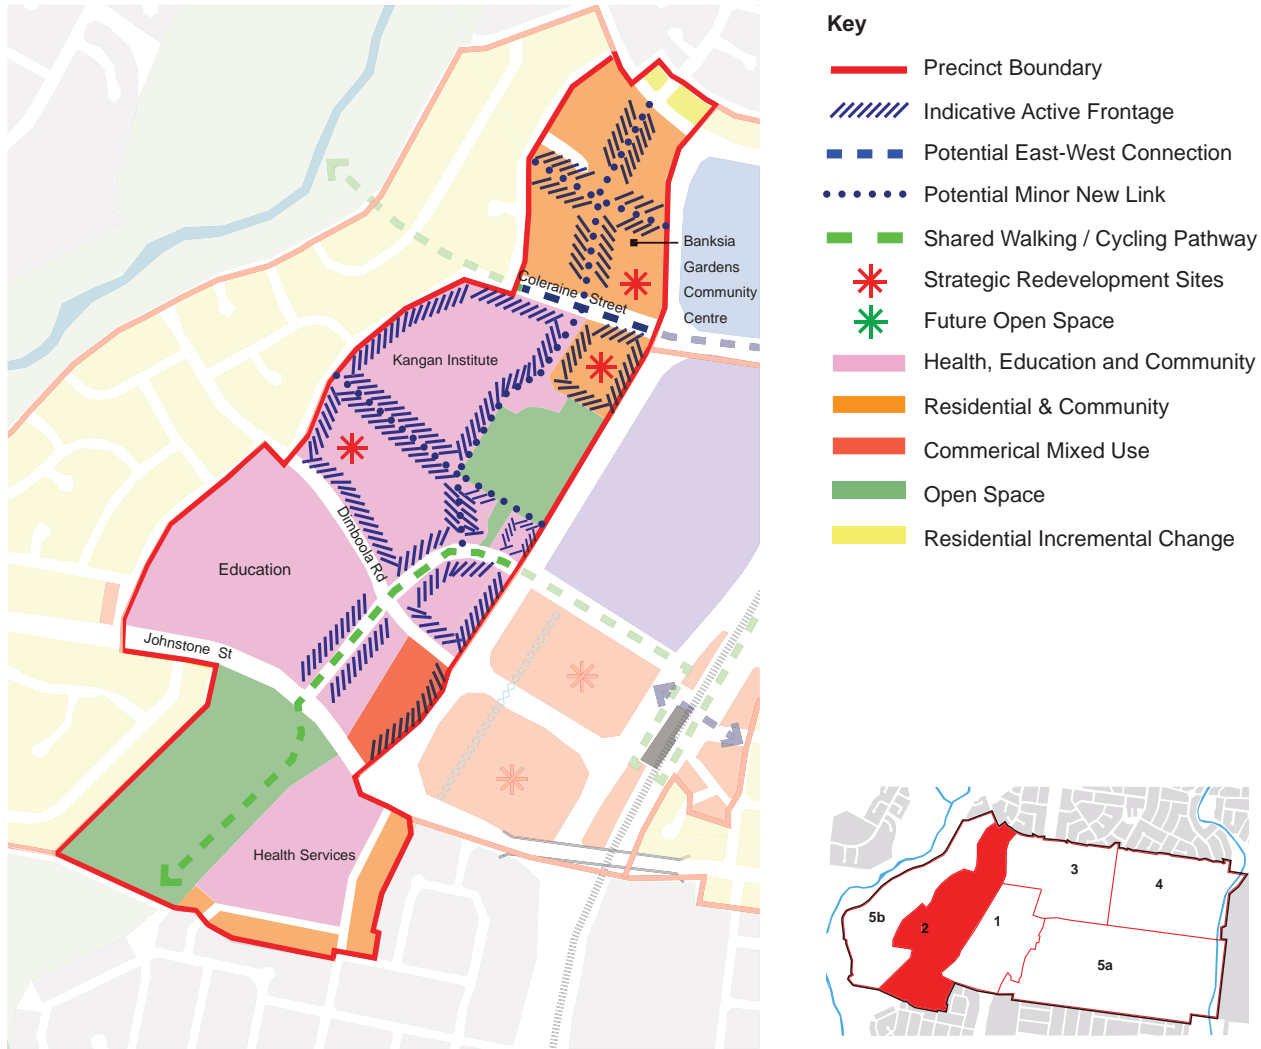 Key
Precinct Boundary
Indicative Active Frontage
Potential East-West Connection
Potential Minor New Link
Shared Walking / Cycling Pathway
Strategic Redevelopment Sites
Future Open Space
Health, Education and Community
Residential & Community
Commerical Mixed Use
Open Space
Residential Incremental Change
Banksia
Gardens
Community
Centre
Coleraine Street
Kangan Institute
Dimboola Rd
Education
Johnstone St
Health Services
3
4
5b
2
1
5a